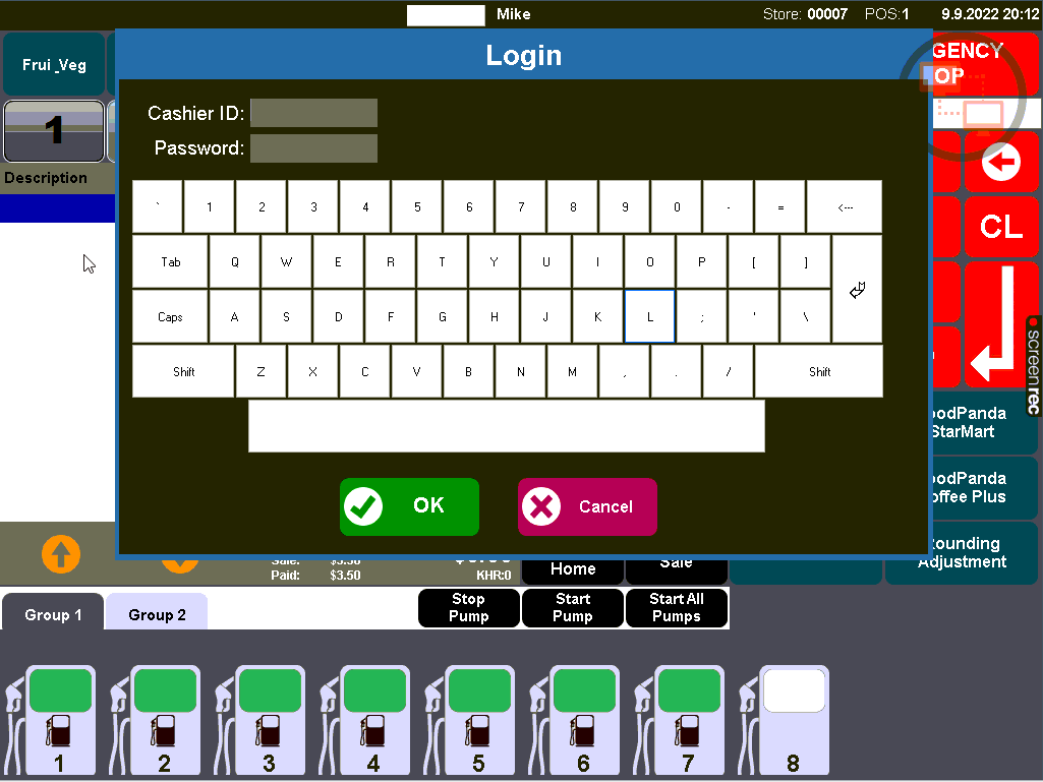 Mike Store: 00007 POS:1 9.9.2022 20:12
Login
Frui_Veg
GENCY
OP
1
Cashier ID:
Password:
Description
` 1 2 3 4 5 6 7 8 9 0 - = <---
Tab Q W E R T Y U I O P [ ]
Caps A S D F G H J K L ; ' \
Shift Z X C V B N M , . / Shift
CL
screenrec
oodPanda
StarMart
OK
Cancel
oodPanda
offee Plus
ounding
Adjustment
Sale: $3.50
Paid: $3.50
KHR:0
Home
Sale
Group 1
Group 2
Stop
Pump
Start
Pump
Start All
Pumps
1 2 3 4 5 6 7 8